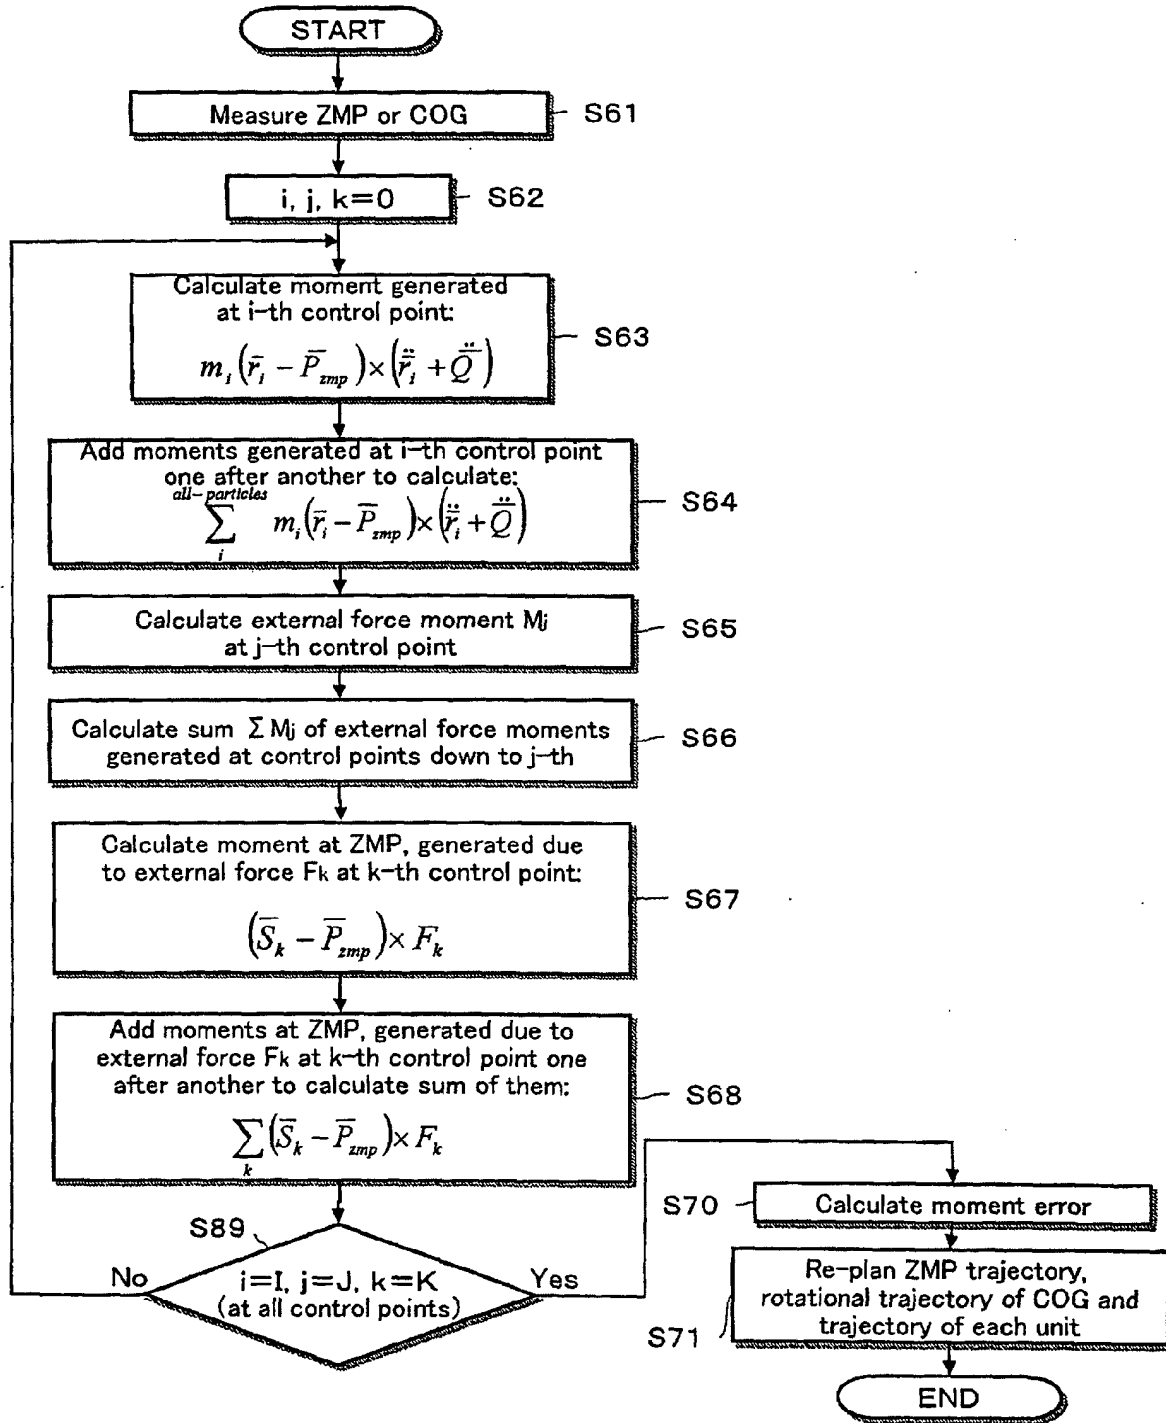 START
Measure ZMP or COG
S61
i, j, k=0
S62
Calculate moment generated
at i-th control point:
m_i (r̄_i − P̄_zmp) × (r̄̈_i + Q̄̈)
S63
Add moments generated at i-th control point
one after another to calculate:
all-particles
∑ m_i (r̄_i − P̄_zmp) × (r̄̈_i + Q̄̈)
i
S64
Calculate external force moment Mj
at j-th control point
S65
Calculate sum Σ Mj of external force moments
generated at control points down to j-th
S66
Calculate moment at ZMP, generated due
to external force Fk at k-th control point:
(S̄_k − P̄_zmp) × F_k
S67
Add moments at ZMP, generated due to
external force Fk at k-th control point one
after another to calculate sum of them:
∑ (S̄_k − P̄_zmp) × F_k
k
S68
S89
i=I, j=J, k=K
(at all control points)
No
Yes
S70
Calculate moment error
Re-plan ZMP trajectory,
rotational trajectory of COG and
trajectory of each unit
S71
END